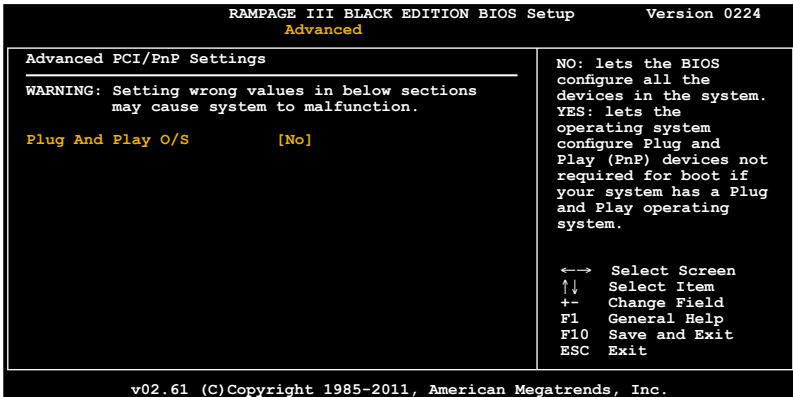 RAMPAGE III BLACK EDITION BIOS Setup Version 0224
Advanced
Advanced PCI/PnP Settings
WARNING: Setting wrong values in below sections
may cause system to malfunction.
Plug And Play O/S [No]
NO: lets the BIOS
configure all the
devices in the system.
YES: lets the
operating system
configure Plug and
Play (PnP) devices not
required for boot if
your system has a Plug
and Play operating
system.
←→ Select Screen
↑↓ Select Item
+- Change Field
F1 General Help
F10 Save and Exit
ESC Exit
v02.61 (C)Copyright 1985-2011, American Megatrends, Inc.